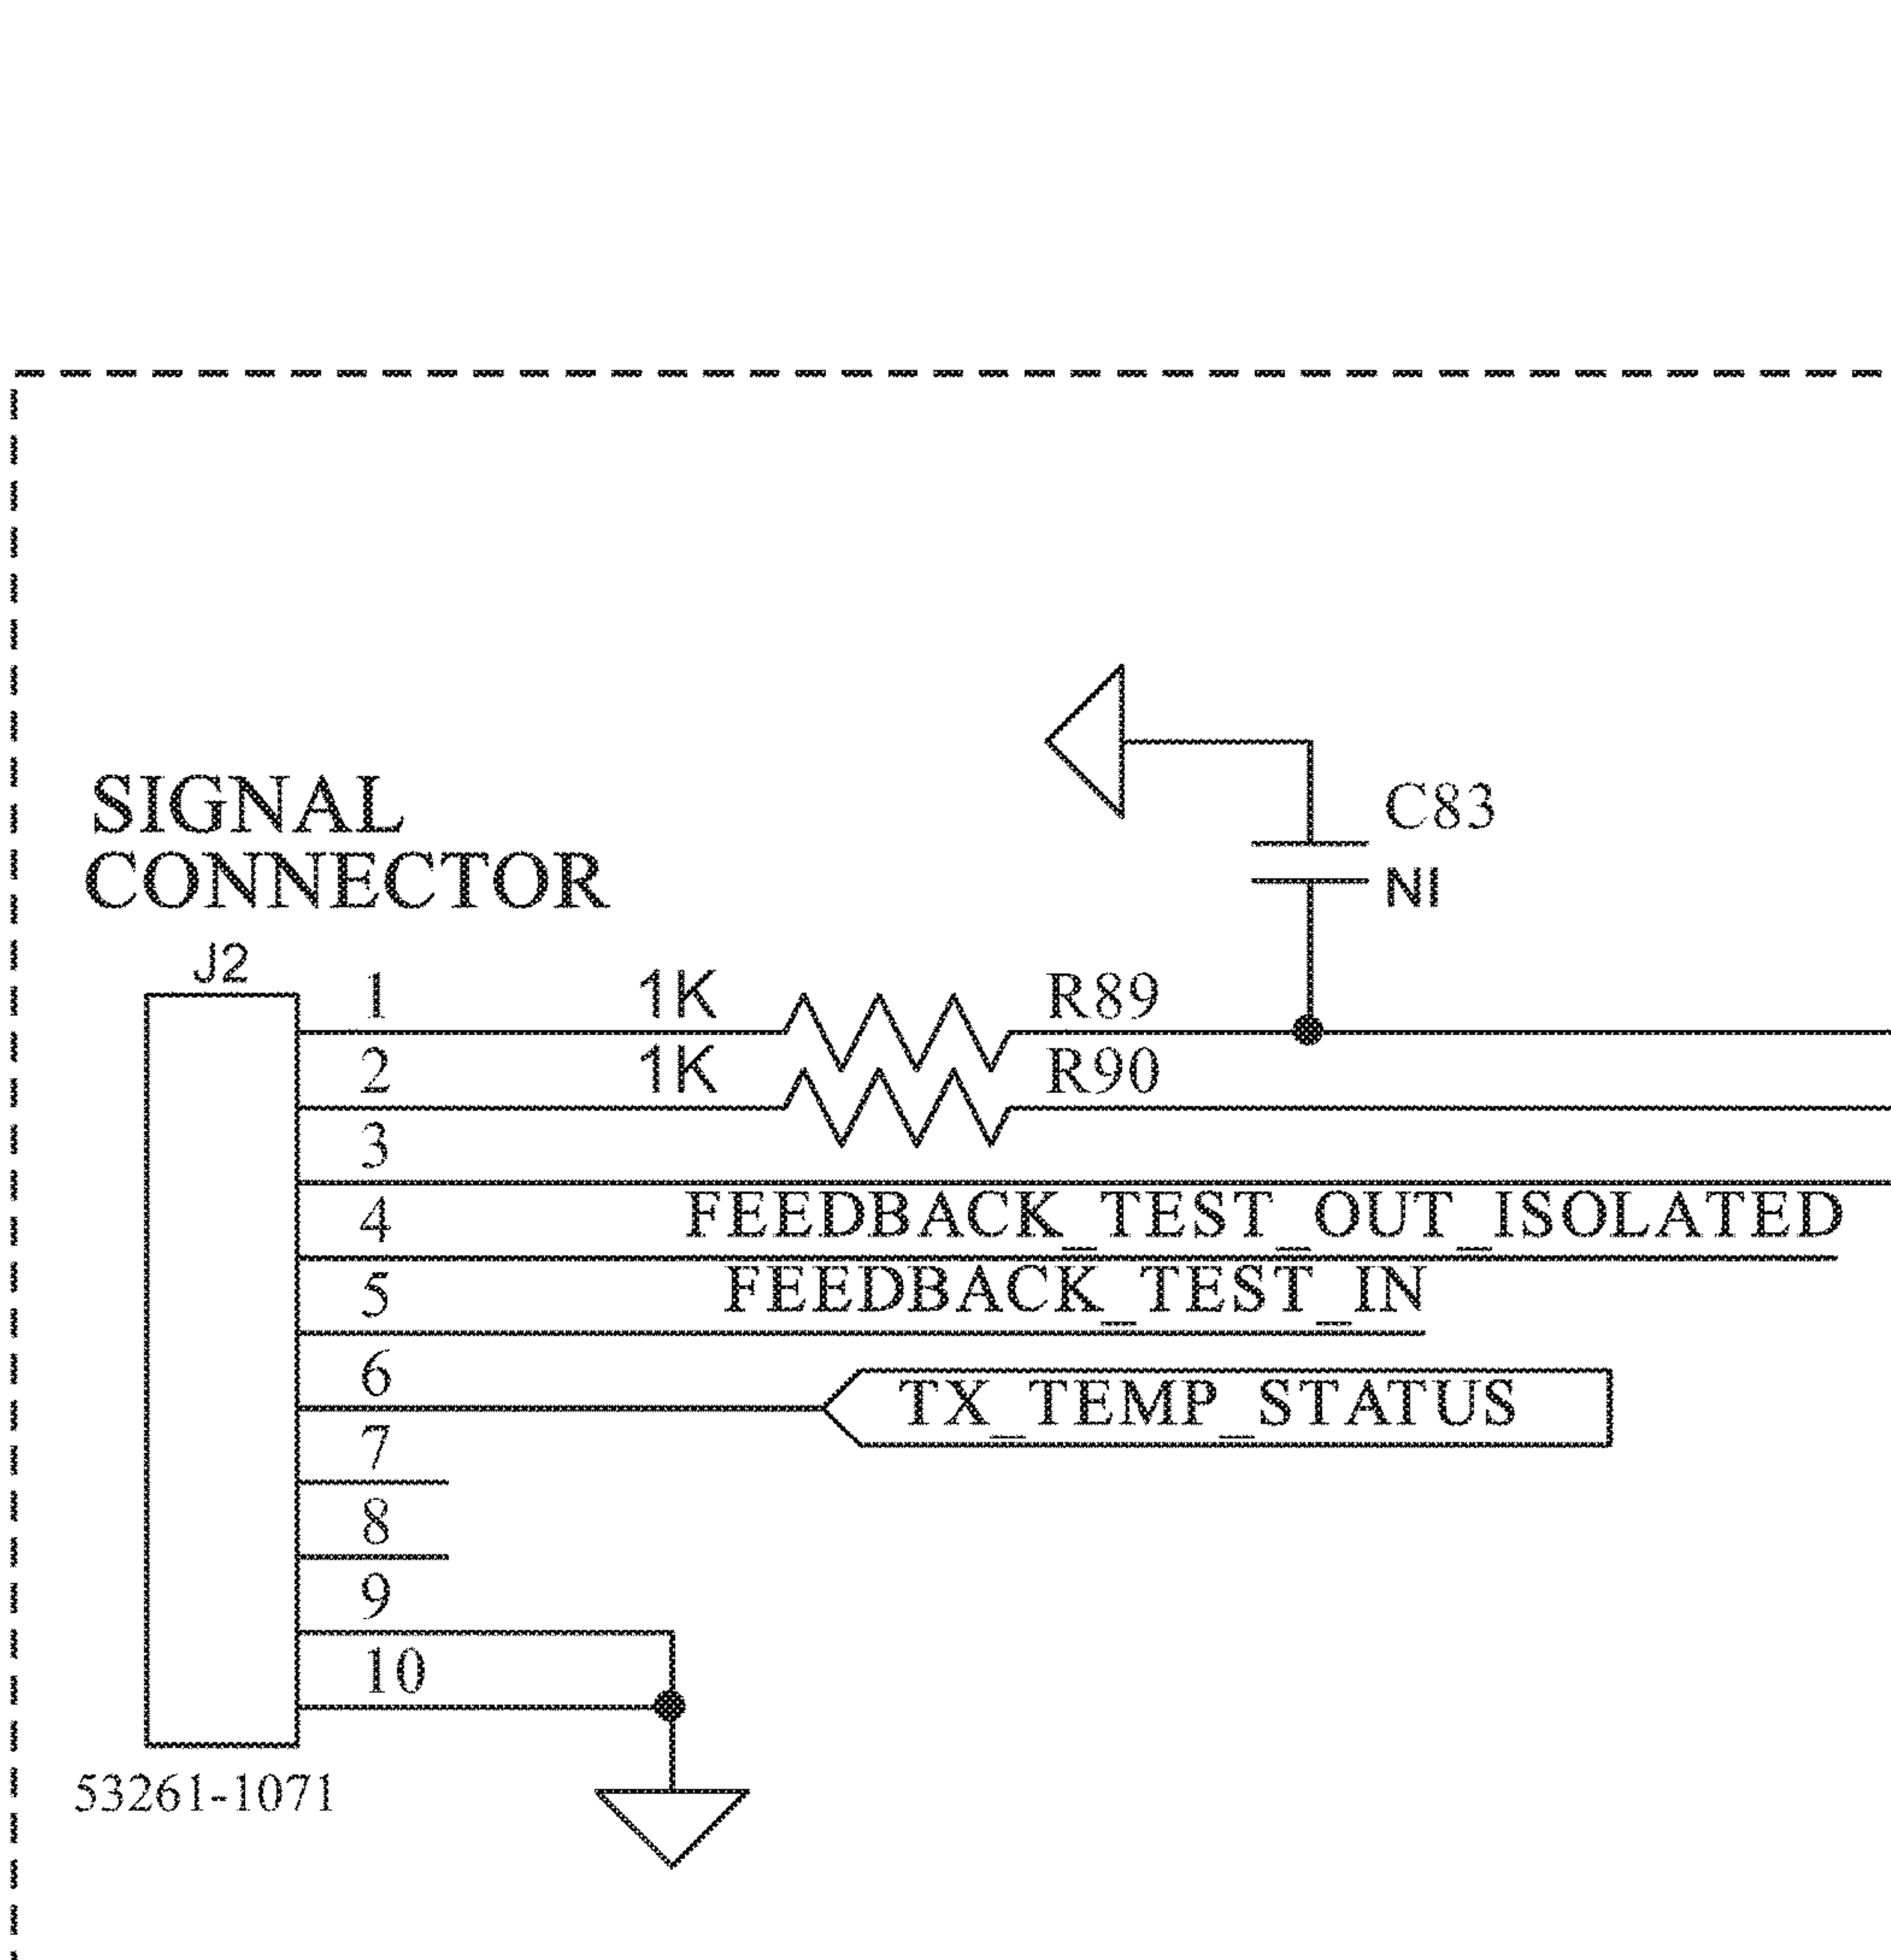 SIGNAL
CONNECTOR
C83
NI
J2
1 1K R89
2 1K R90
3
4 FEEDBACK_TEST_OUT_ISOLATED
5 FEEDBACK_TEST_IN
6 TX_TEMP_STATUS
7
8
9
10
53261-1071